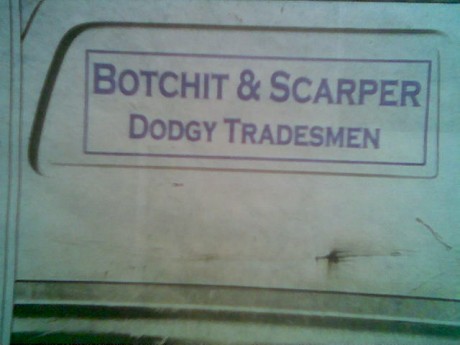 BOTCHIT & SCARPER
DODGY TRADESMEN